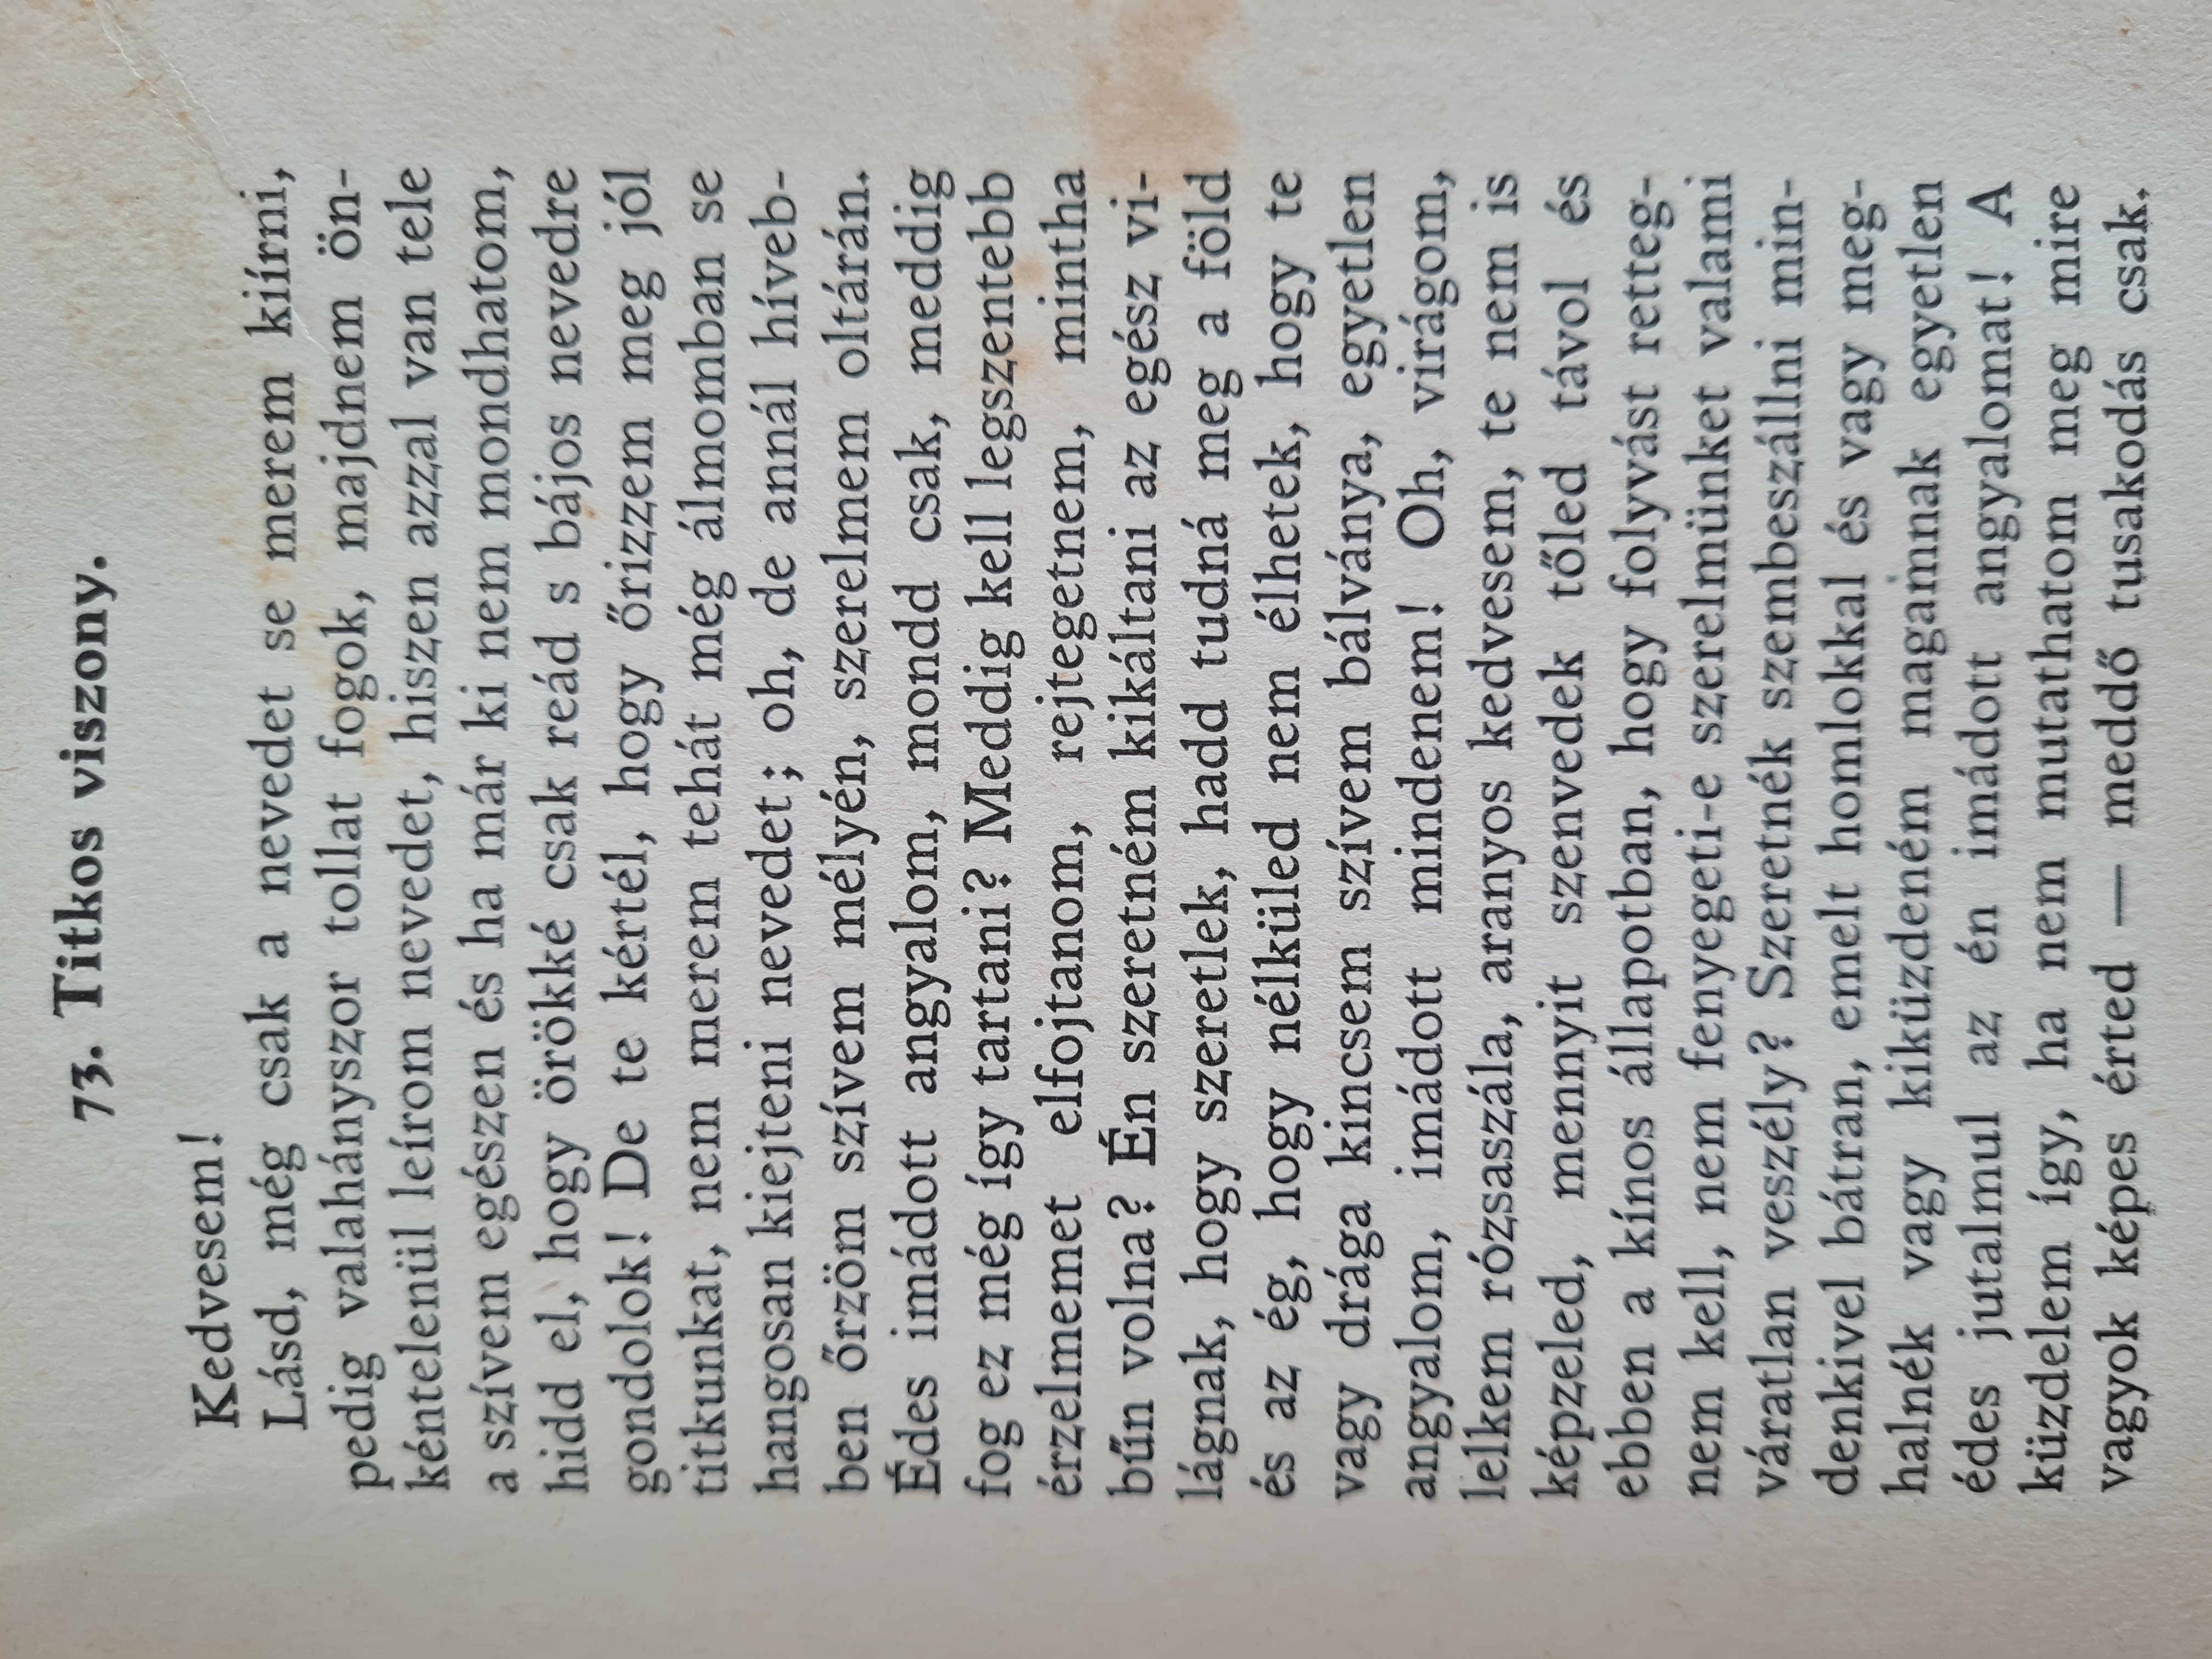 73. Titkos viszony.
Kedvesem!
Lásd, még csak a nevedet se merem kiírni,
pedig valahányszor tollat fogok, majdnem ön-
kéntelenül leírom nevedet, hiszen azzal van tele
a szívem egészen és ha már ki nem mondhatom,
hidd el, hogy örökké csak reád s bájos nevedre
gondolok! De te kértél, hogy őrizzem meg jól
titkunkat, nem merem tehát még álmomban se
hangosan kiejteni nevedet; oh, de annál híveb-
ben őrzöm szívem mélyén, szerelmem oltárán.
Édes imádott angyalom, mondd csak, meddig
fog ez még így tartani? Meddig kell legszentebb
érzelmemet elfojtanom, rejtegetnem, mintha
bűn volna? Én szeretném kikáltani az egész vi-
lágnak, hogy szeretlek, hadd tudná meg a föld
és az ég, hogy nélküled nem élhetek, hogy te
vagy drága kincsem szívem bálványa, egyetlen
angyalom, imádott mindenem! Oh, virágom,
lelkem rózsaszála, aranyos kedvesem, te nem is
képzeled, mennyit szenvedek tőled távol és
ebben a kínos állapotban, hogy folyvást retteg-
nem kell, nem fenyegeti-e szerelmünket valami
váratlan veszély? Szeretnék szembeszállni min-
denkivel bátran, emelt homlokkal és vagy meg-
halnék vagy kiküzdeném magamnak egyetlen
édes jutalmul az én imádott angyalomat! A
küzdelem így, ha nem mutathatom meg mire
vagyok képes érted — meddő tusakodás csak.